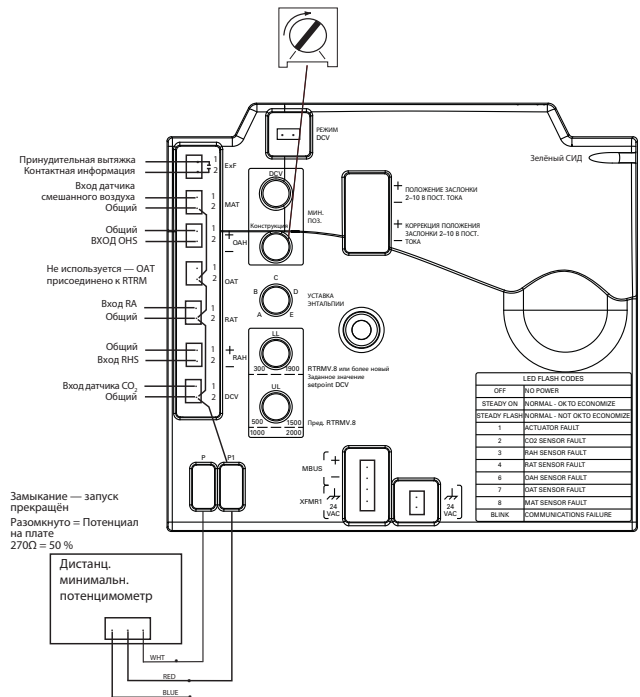 РЕЖИМ
DCV
Зелёный СИД
Принудительная вытяжка
Контактная информация
1
2
ExF
Вход датчика
смешанного воздуха
Общий
1
2
MAT
Общий
ВХОД OHS
1
2
+
OAH
−
Не используется — OAT
присоединено к RTRM
1
2
OAT
Вход RA
Общий
1
2
RAT
Общий
Вход RHS
1
2
+
RAH
−
Вход датчика CO2
Общий
1
2
DCV
DCV
Конструкция
МИН.
ПОЗ.
+
−
ПОЛОЖЕНИЕ ЗАСЛОНКИ
2–10 В ПОСТ. ТОКА
+
−
КОРРЕКЦИЯ ПОЛОЖЕНИЯ
ЗАСЛОНКИ 2–10 В ПОСТ.
ТОКА
C
B
D
A
E
УСТАВКА
ЭНТАЛЬПИИ
LL
300
1900
RTRMV.8 или более новый
Заданное значение
setpoint DCV
UL
500
1500
1000
2000
Пред. RTRMV.8
P
P1
MBUS
+
−
XFMR1
24
VAC
24
VAC
LED FLASH CODES
OFF NO POWER
STEADY ON NORMAL - OK TO ECONOMIZE
STEADY FLASH NORMAL - NOT OK TO ECONOMIZE
1 ACTUATOR FAULT
2 CO2 SENSOR FAULT
3 RAH SENSOR FAULT
4 RAT SENSOR FAULT
6 OAH SENSOR FAULT
7 OAT SENSOR FAULT
8 MAT SENSOR FAULT
BLINK COMMUNICATIONS FAILURE
Замыкание — запуск
прекращён
Разомкнуто = Потенциал
на плате
270Ω = 50 %
Дистанц.
минимальн.
потенцимометр
WHT
RED
BLUE